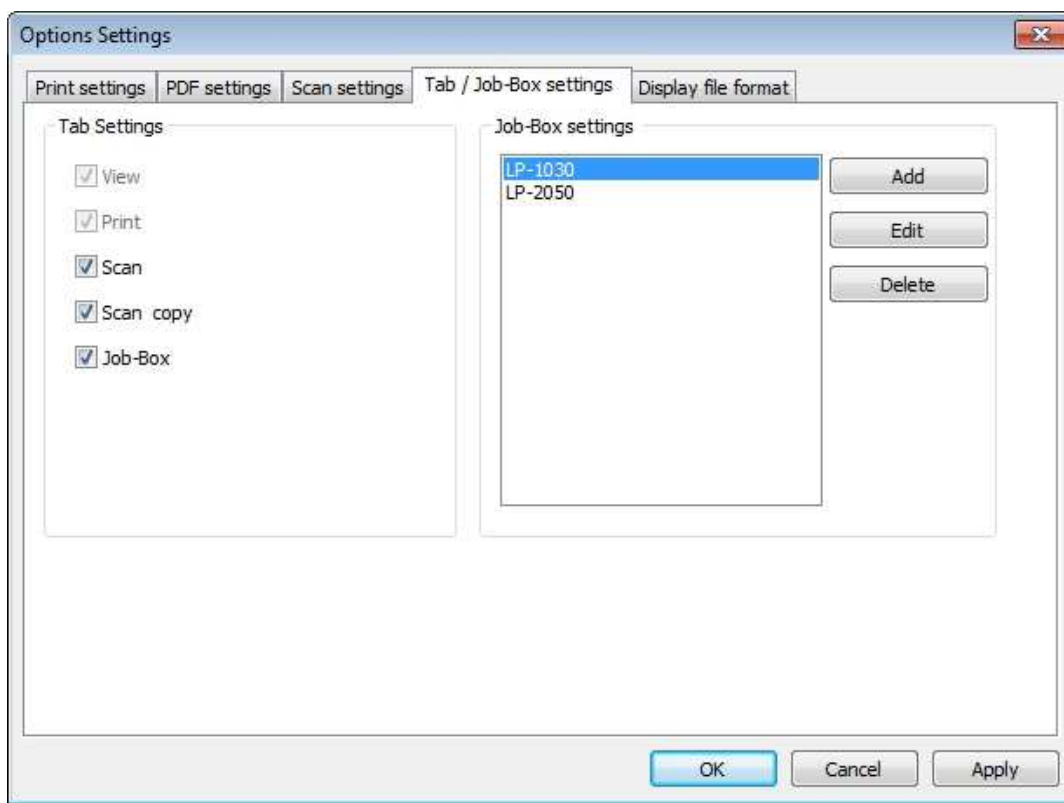 Options Settings
Print settings PDF settings Scan settings Tab / Job-Box settings Display file format
Tab Settings
View
Print
Scan
Scan copy
Job-Box
Job-Box settings
LP-1030
LP-2050
Add
Edit
Delete
OK Cancel Apply